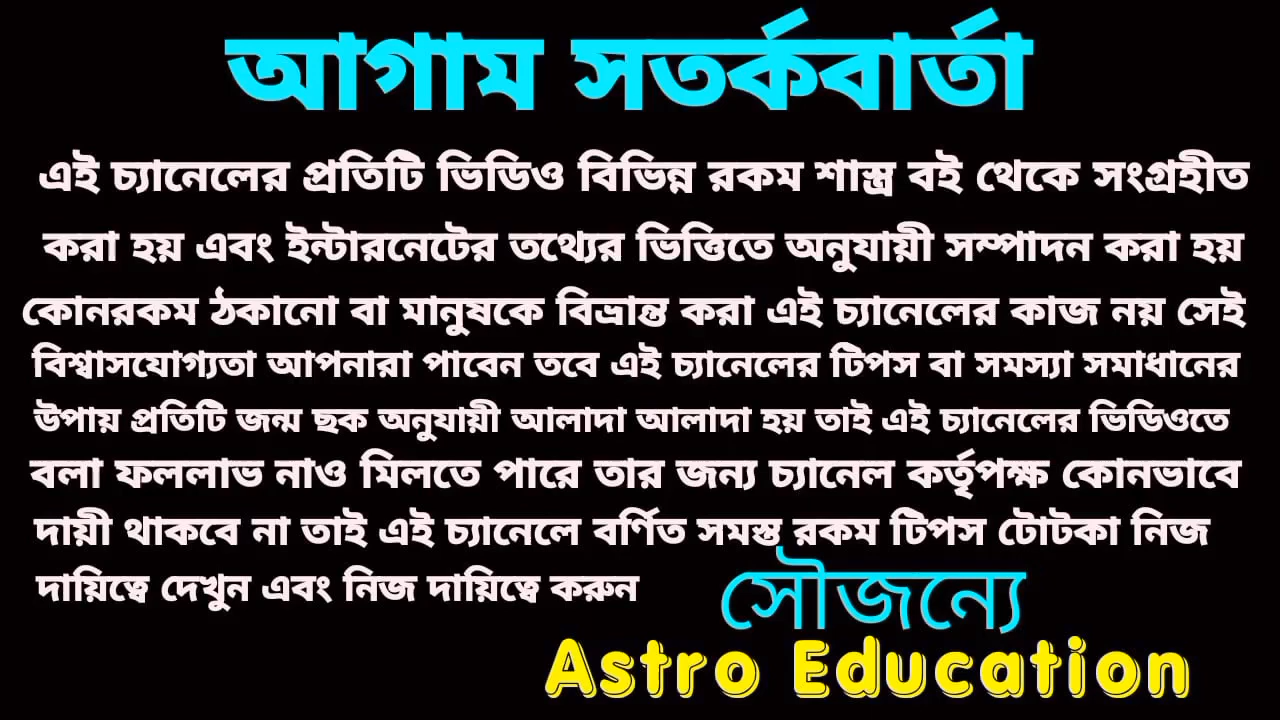 আগাম সতর্কবার্তা
এই চ্যানেলের প্রতিটি ভিডিও বিভিন্ন রকম শাস্ত্র বই থেকে সংগ্রহীত
করা হয় এবং ইন্টারনেটের তথ্যের ভিত্তিতে অনুযায়ী সম্পাদন করা হয়
কোনরকম ঠকানো বা মানুষকে বিভ্রান্ত করা এই চ্যানেলের কাজ নয় সেই
বিশ্বাসযোগ্যতা আপনারা পাবেন তবে এই চ্যানেলের টিপস বা সমস্যা সমাধানের
উপায় প্রতিটি জন্ম ছক অনুযায়ী আলাদা আলাদা হয় তাই এই চ্যানেলের ভিডিওতে
বলা ফললাভ নাও মিলতে পারে তার জন্য চ্যানেল কর্তৃপক্ষ কোনভাবে
দায়ী থাকবে না তাই এই চ্যানেলে বর্ণিত সমস্ত রকম টিপস টোটকা নিজ
দায়িত্বে দেখুন এবং নিজ দায়িত্বে করুন
সৌজন্যে
Astro Education